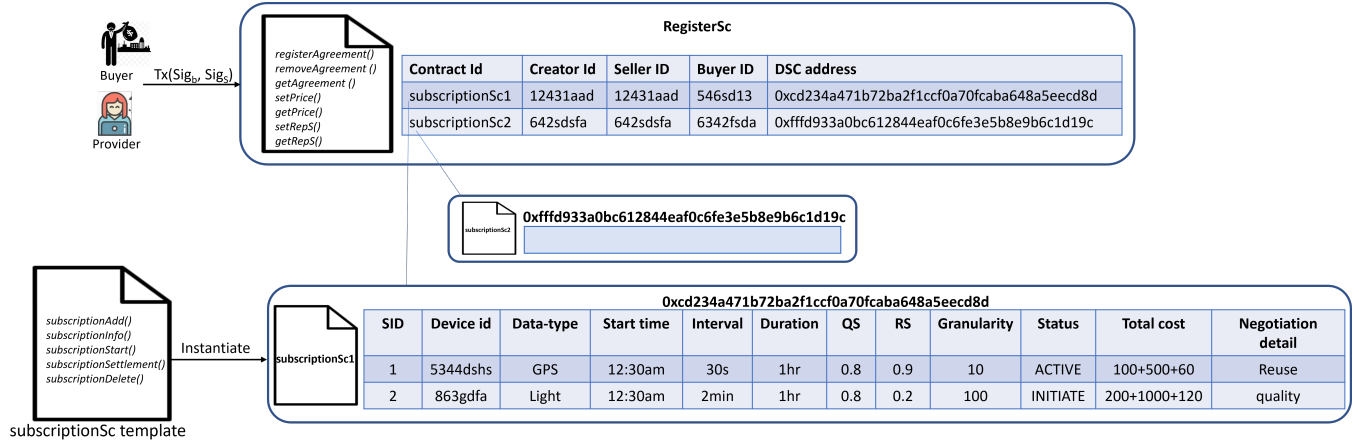 RegisterSc
registerAgreement()
removeAgreement ()
getAgreement ()
setPrice()
getPrice()
setRepS()
getRepS()
Buyer
Tx(Sigb, SigS)
Provider
Contract Id Creator Id Seller ID Buyer ID DSC address
subscriptionSc1 12431aad 12431aad 546sd13 0xcd234a471b72ba2f1ccf0a70fcaba648a5eecd8d
subscriptionSc2 642sdsfa 642sdsfa 6342fsda 0xfffd933a0bc612844eaf0c6fe3e5b8e9b6c1d19c
subscriptionSc2
0xfffd933a0bc612844eaf0c6fe3e5b8e9b6c1d19c
subscriptionAdd()
subscriptionInfo()
subscriptionStart()
subscriptionSettlement()
subscriptionDelete()
subscriptionSc template
Instantiate
subscriptionSc1
0xcd234a471b72ba2f1ccf0a70fcaba648a5eecd8d
SID Device id Data-type Start time Interval Duration QS RS Granularity Status Total cost Negotiation
detail
1 5344dshs GPS 12:30am 30s 1hr 0.8 0.9 10 ACTIVE 100+500+60 Reuse
2 863gdfa Light 12:30am 2min 1hr 0.8 0.2 100 INITIATE 200+1000+120 quality